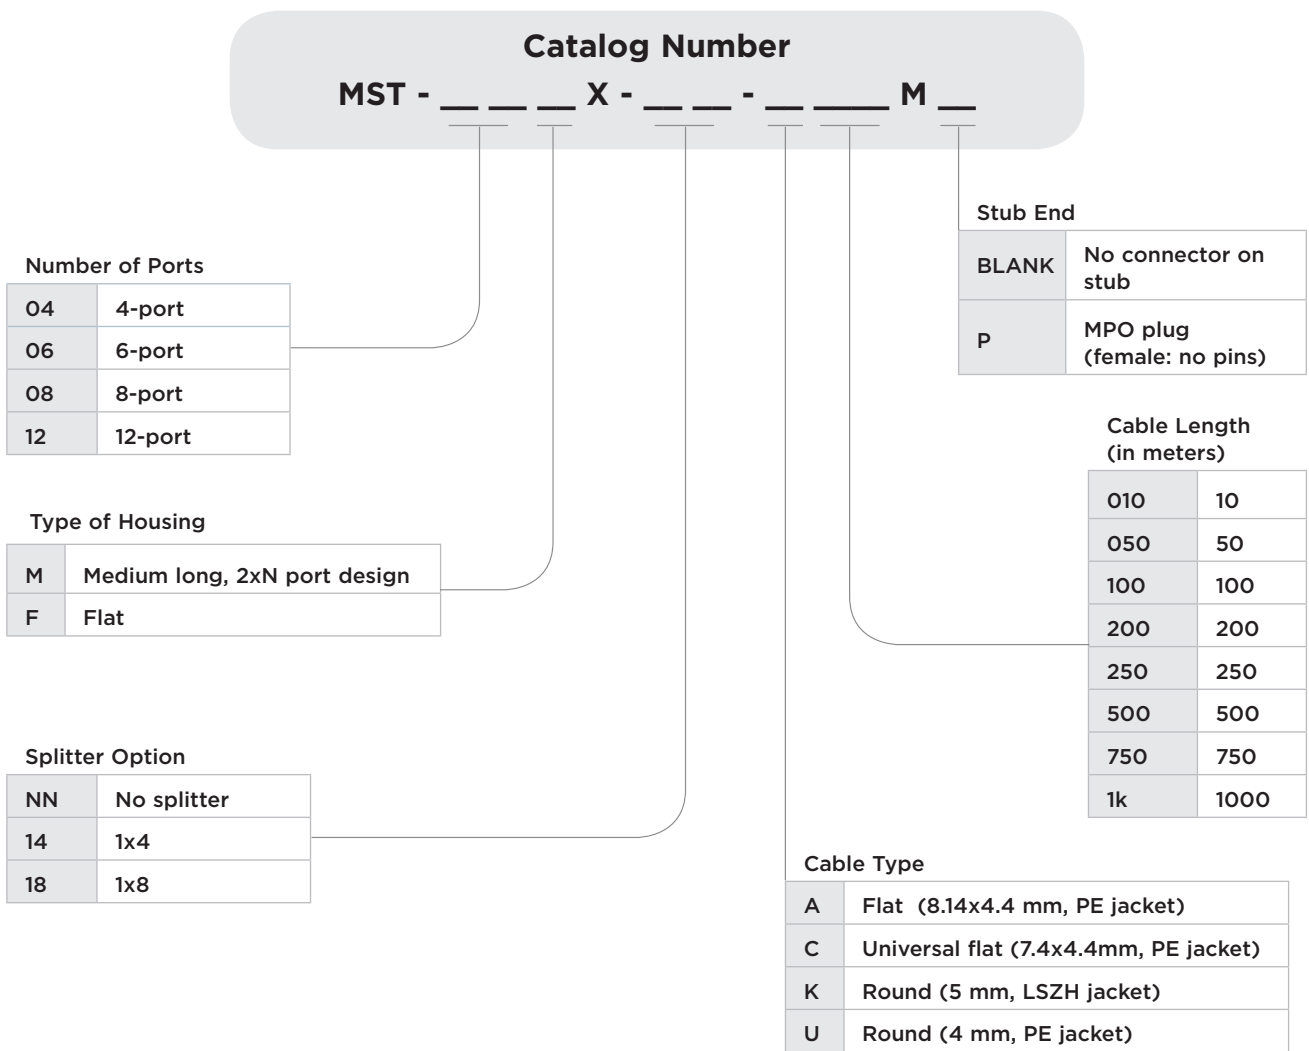 Catalog Number
MST - __ __ __ X - __ __ - __ ____ M __
Stub End
BLANK No connector on
stub
P MPO plug
(female: no pins)
Number of Ports
04 4-port
06 6-port
08 8-port
12 12-port
Cable Length
(in meters)
010 10
050 50
100 100
200 200
250 250
500 500
750 750
1k 1000
Type of Housing
M Medium long, 2xN port design
F Flat
Splitter Option
NN No splitter
14 1x4
18 1x8
Cable Type
A Flat (8.14x4.4 mm, PE jacket)
C Universal flat (7.4x4.4mm, PE jacket)
K Round (5 mm, LSZH jacket)
U Round (4 mm, PE jacket)